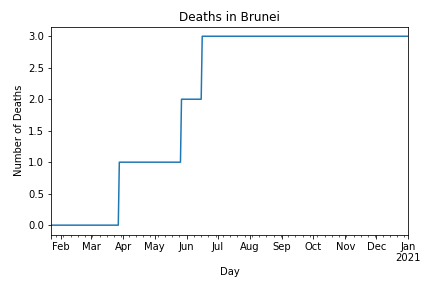 Deaths in Brunei
3.0
2.5
2.0
1.5
1.0
0.5
0.0
Number of Deaths
Feb Mar Apr May Jun Jul Aug Sep Oct Nov Dec Jan
2021
Day